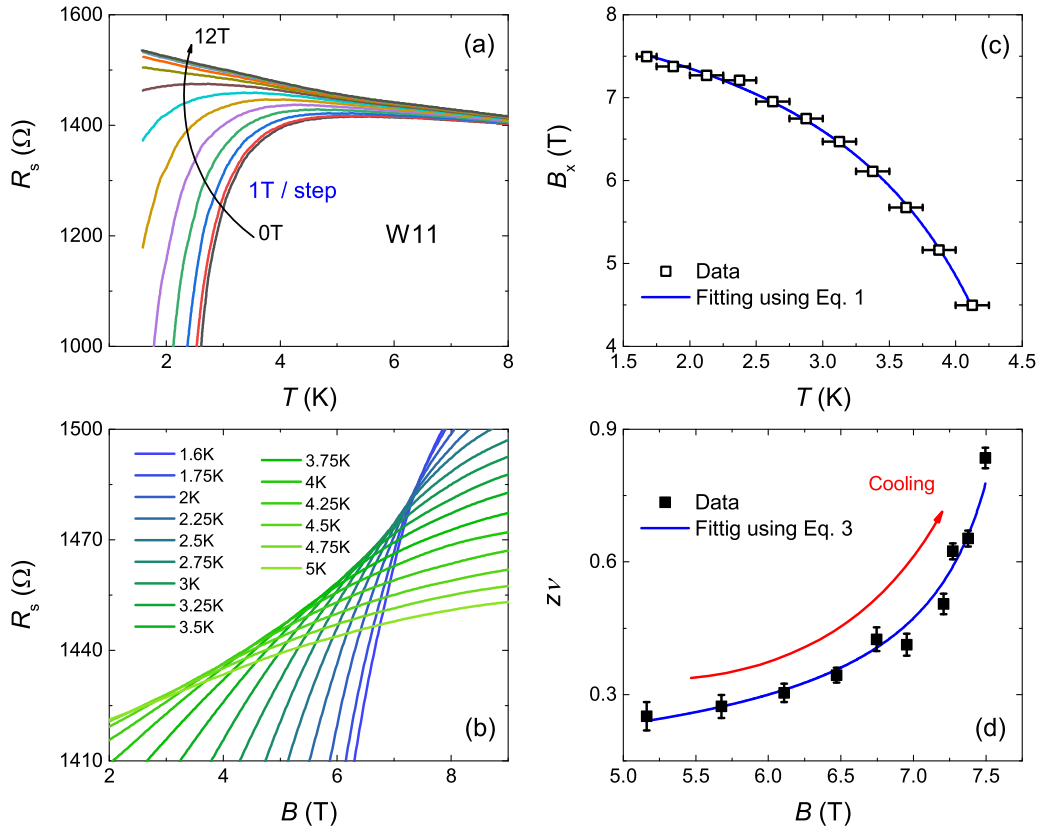 1600
1400
1200
1000
R_s (Ω)
12T
(a)
1T / step
0T
W11
2 4 6 8
T (K)
8
7
6
5
4
B_x (T)
(c)
Data
Fitting using Eq. 1
1.5 2.0 2.5 3.0 3.5 4.0 4.5
T (K)
1500
1470
1440
1410
R_s (Ω)
1.6K
1.75K
2K
2.25K
2.5K
2.75K
3K
3.25K
3.5K
3.75K
4K
4.25K
4.5K
4.75K
5K
(b)
2 4 6 8
B (T)
0.9
0.6
0.3
zν
Cooling
Data
Fittig using Eq. 3
(d)
5.0 5.5 6.0 6.5 7.0 7.5
B (T)